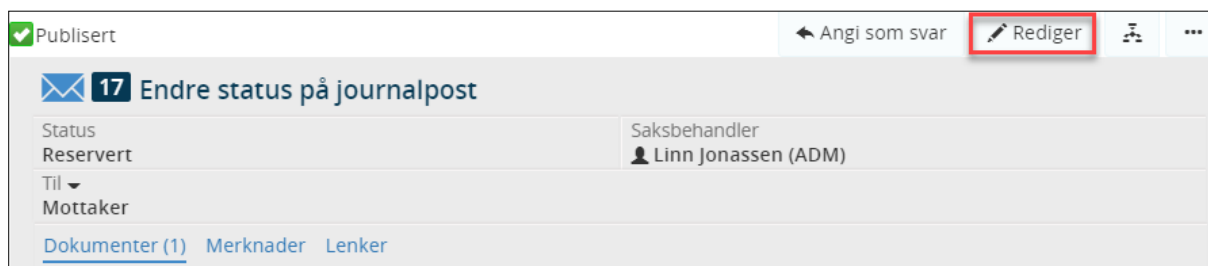 Publisert Angi som svar Rediger
17 Endre status på journalpost
Status Saksbehandler
Reservert Linn Jonassen (ADM)
Til
Mottaker
Dokumenter (1) Merknader Lenker